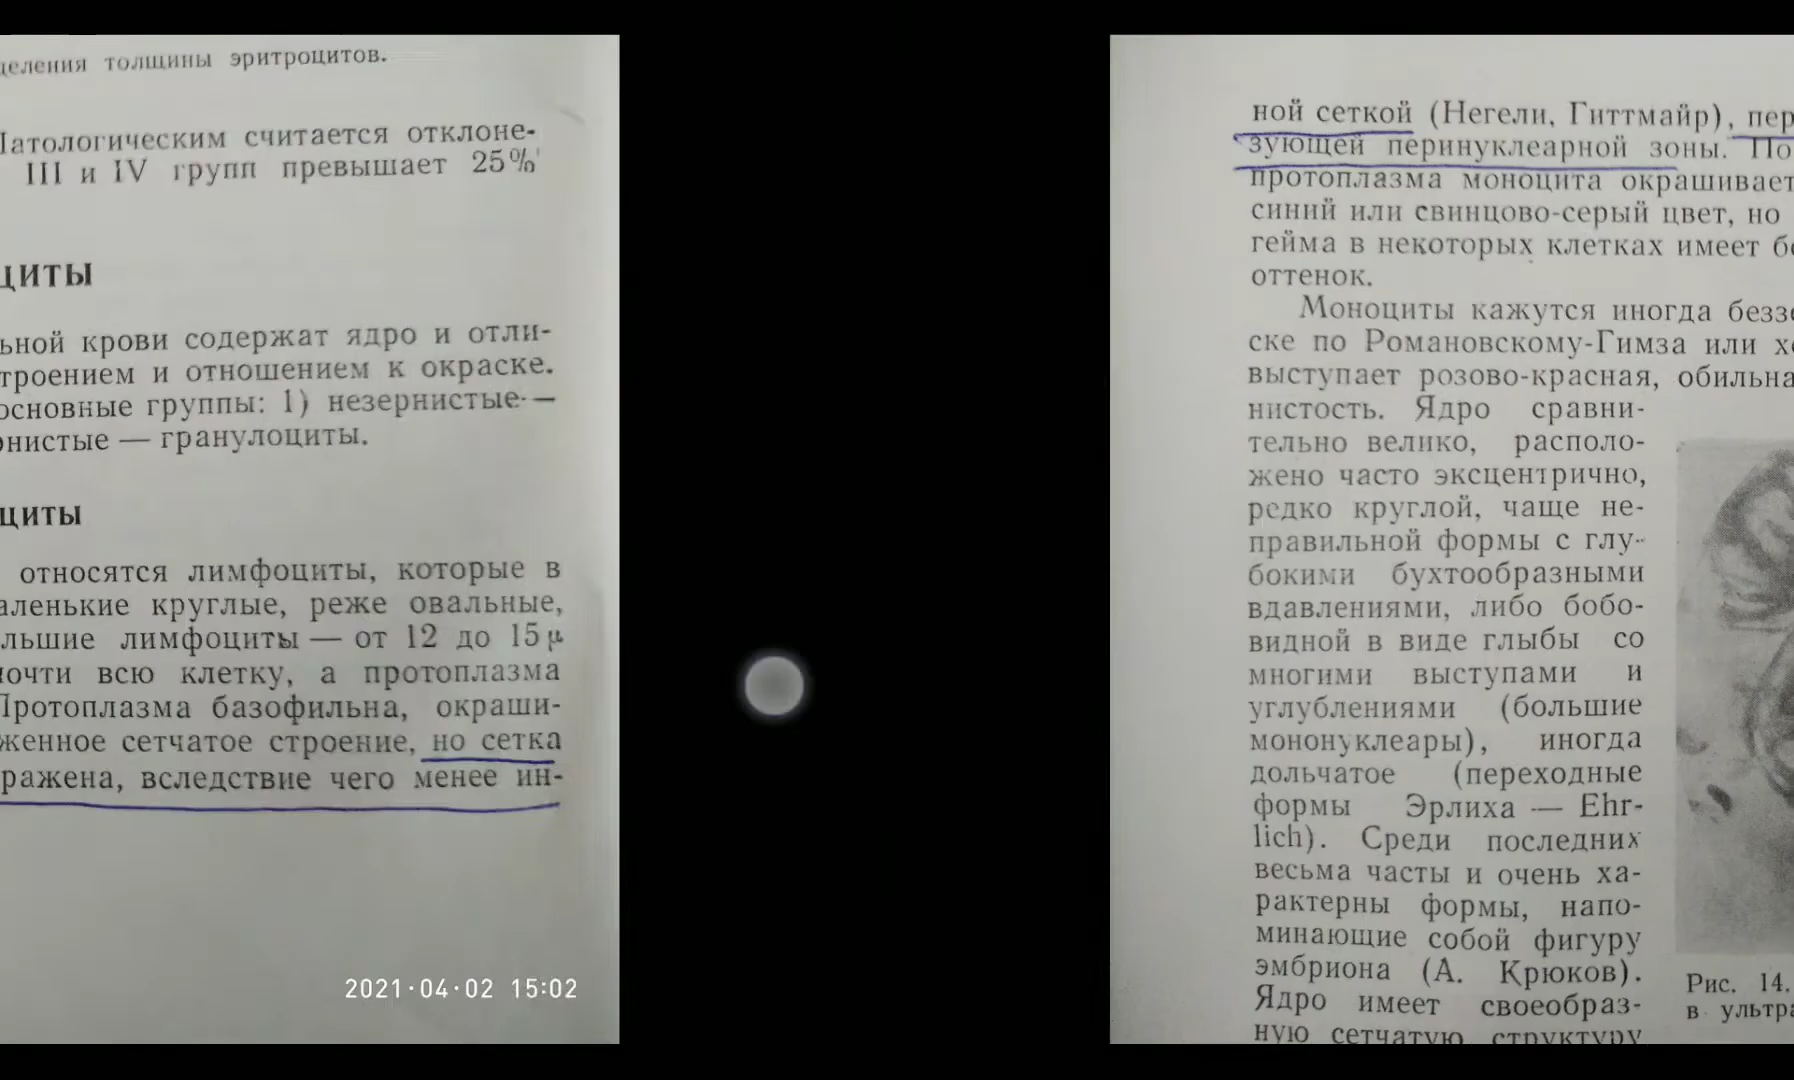 деления толщины эритроцитов.
Патологическим считается отклоне-
III и IV групп превышает 25%
циты
ьной крови содержат ядро и отли-
троением и отношением к окраске.
основные группы: 1) незернистые —
рнистые — гранулоциты.
циты
относятся лимфоциты, которые в
аленькие круглые, реже овальные,
льшие лимфоциты — от 12 до 15μ
почти всю клетку, а протоплазма
Протоплазма базофильна, окраши-
женное сетчатое строение, но сетка
ражена, вследствие чего менее ин-
2021·04·02 15:02
ной сеткой (Негели, Гиттмайр), пер
зующей перинуклеарной зоны. По
протоплазма моноцита окрашивает
синий или свинцово-серый цвет, но
гейма в некоторых клетках имеет бо
оттенок.
Моноциты кажутся иногда беззе
ске по Романовскому-Гимза или
выступает розово-красная, обильна
нистость. Ядро сравни-
тельно велико, располо-
жено часто эксцентрично,
редко круглой, чаще не-
правильной формы с глу-
бокими бухтообразными
вдавлениями, либо бобо-
видной в виде глыбы со
многими выступами и
углублениями (большие
мононуклеары), иногда
дольчатое (переходные
формы Эрлиха — Ehr-
lich). Среди последних
весьма часты и очень ха-
рактерны формы, напо-
минающие собой фигуру
эмбриона (А. Крюков).
Ядро имеет своеобраз-
ную сетчатую структуру
Рис. 14.
в ультра